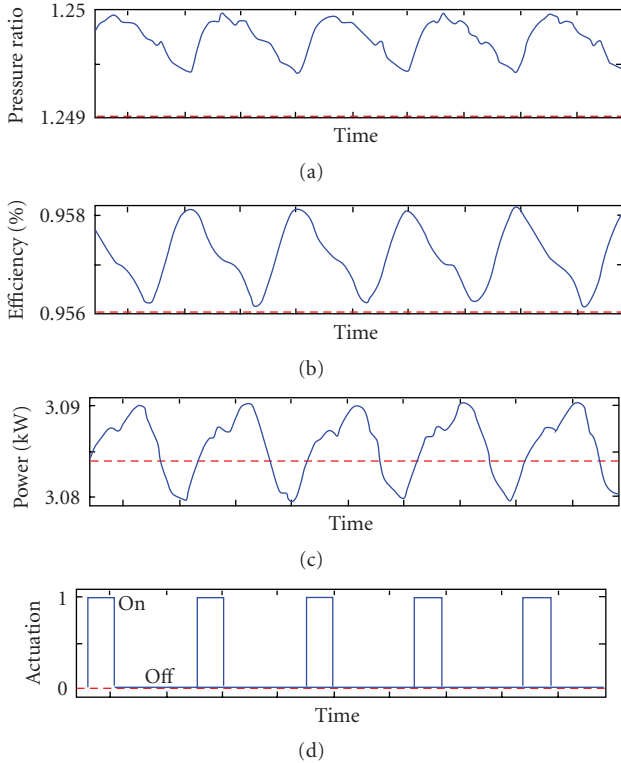 1.25
Pressure ratio
1.249
Time
(a)
0.958
Efficiency (%)
0.956
Time
(b)
3.09
Power (kW)
3.08
Time
(c)
1
On
Actuation
Off
0
Time
(d)